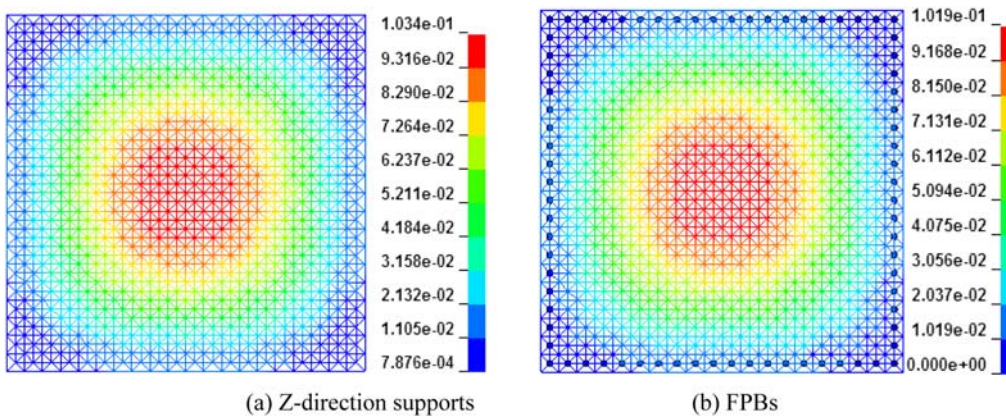 1.034e-01
9.316e-02
8.290e-02
7.264e-02
6.237e-02
5.211e-02
4.184e-02
3.158e-02
2.132e-02
1.105e-02
7.876e-04
1.019e-01
9.168e-02
8.150e-02
7.131e-02
6.112e-02
5.094e-02
4.075e-02
3.056e-02
2.037e-02
1.019e-02
0.000e+00
(a) Z-direction supports
(b) FPBs